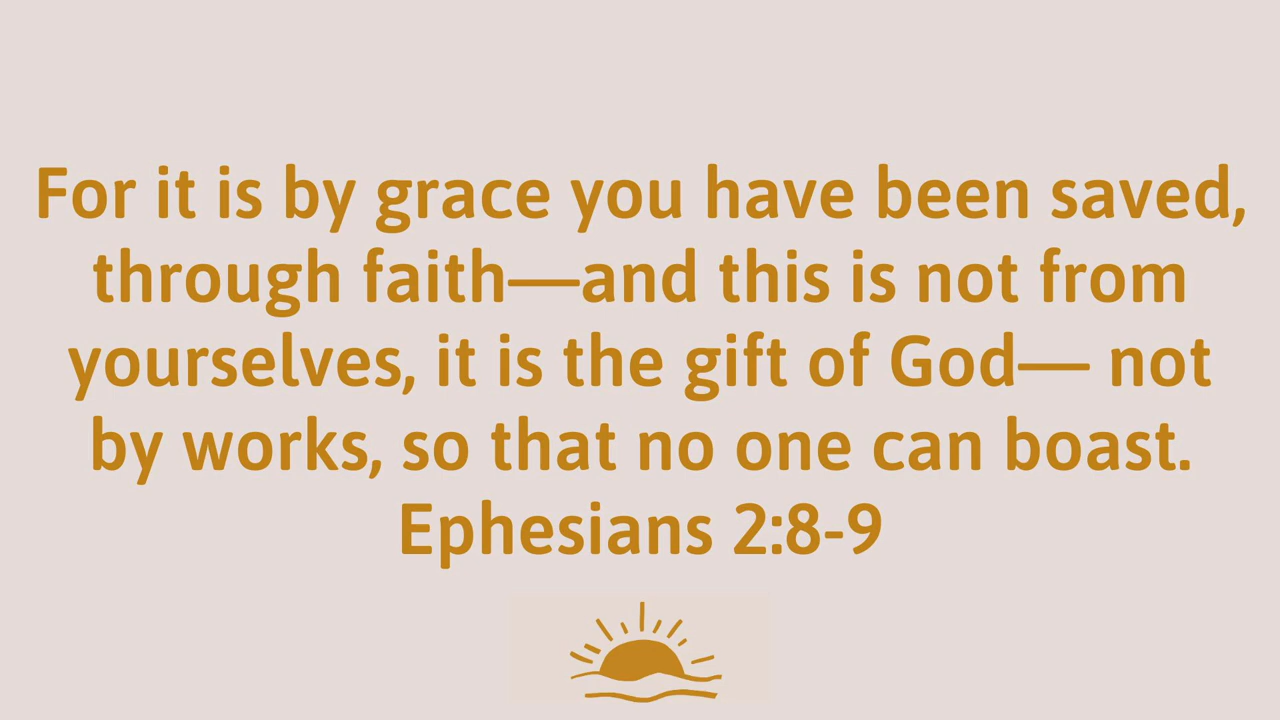 For it is by grace you have been saved,
through faith—and this is not from
yourselves, it is the gift of God— not
by works, so that no one can boast.
Ephesians 2:8-9